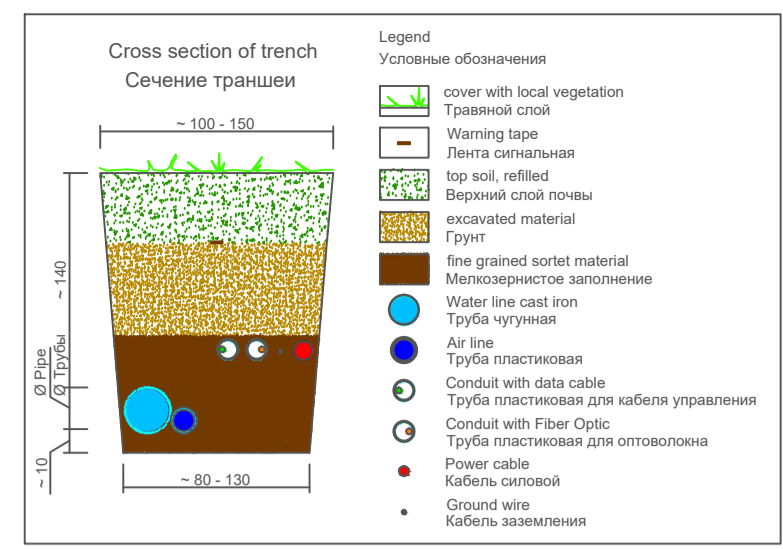 Cross section of trench
Сечение траншеи
~ 100 - 150
~ 140
Ø Pipe
Ø Трубы
~ 10
~ 80 - 130
Legend
Условные обозначения
cover with local vegetation
Травяной слой
Warning tape
Лента сигнальная
top soil, refilled
Верхний слой почвы
excavated material
Грунт
fine grained sortet material
Мелкозернистое заполнение
Water line cast iron
Труба чугунная
Air line
Труба пластиковая
Conduit with data cable
Труба пластиковая для кабеля управления
Conduit with Fiber Optic
Труба пластиковая для оптоволокна
Power cable
Кабель силовой
Ground wire
Кабель заземления